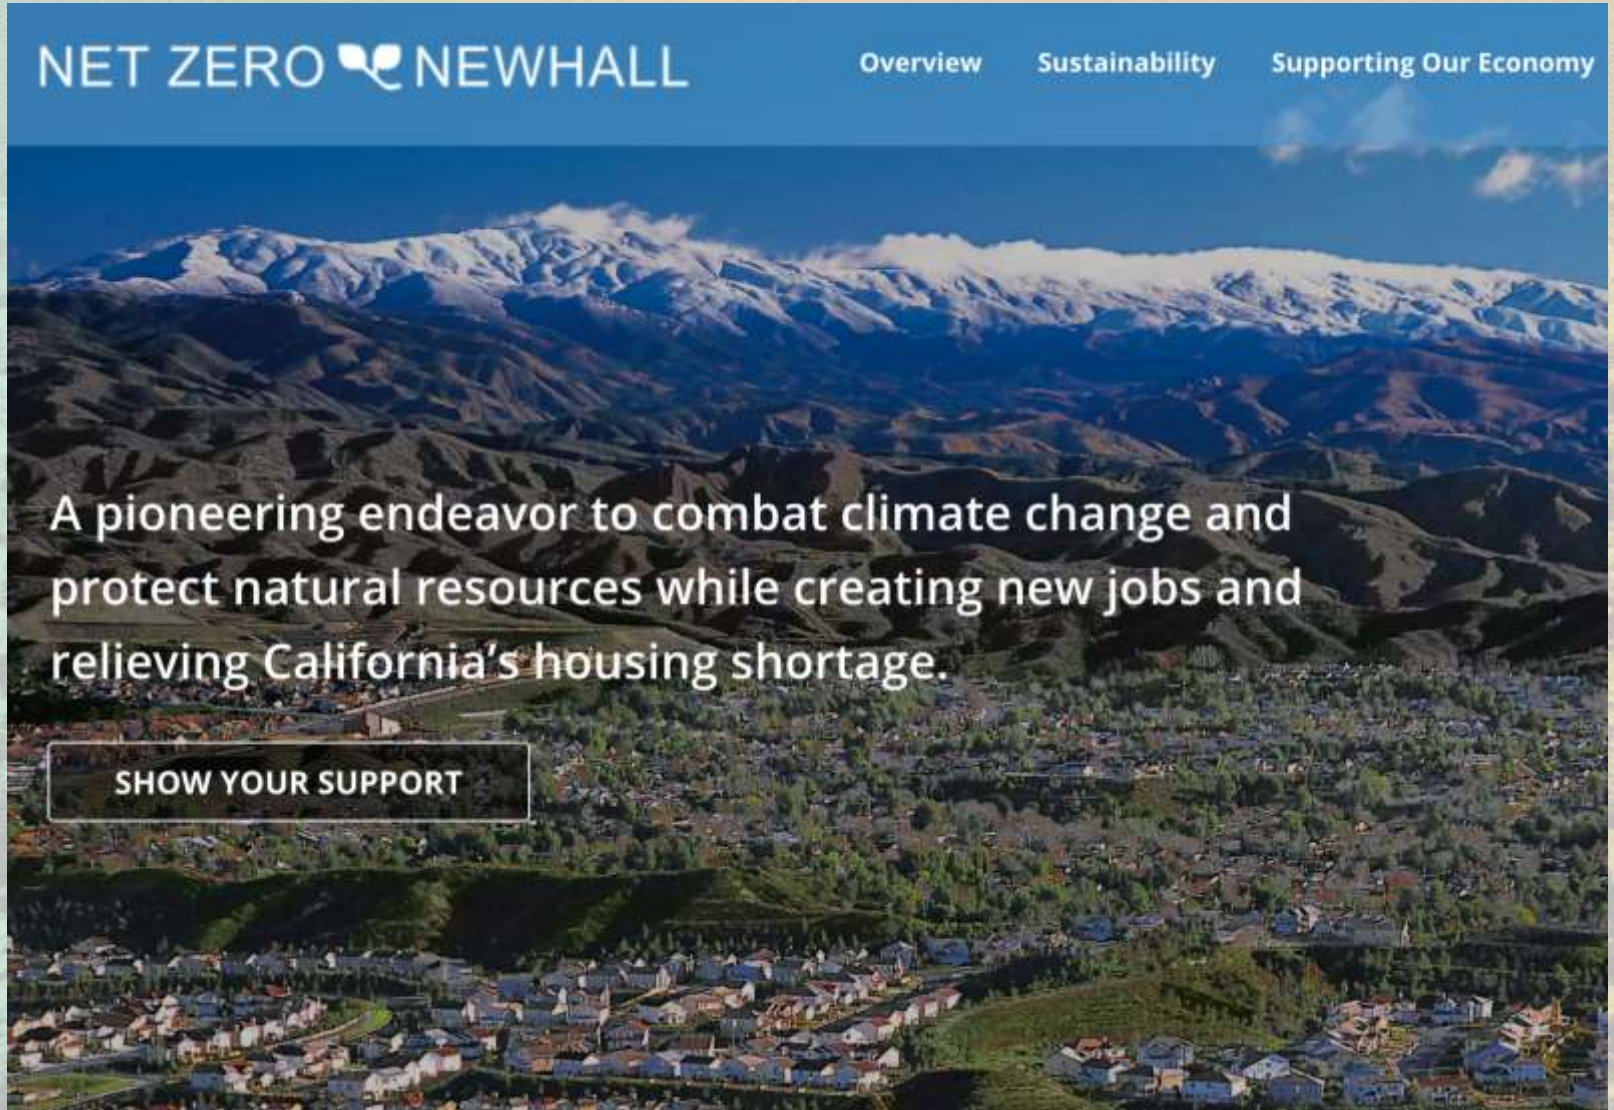 NET ZERO NEWHALL
Overview Sustainability Supporting Our Economy
A pioneering endeavor to combat climate change and
protect natural resources while creating new jobs and
relieving California’s housing shortage.
SHOW YOUR SUPPORT